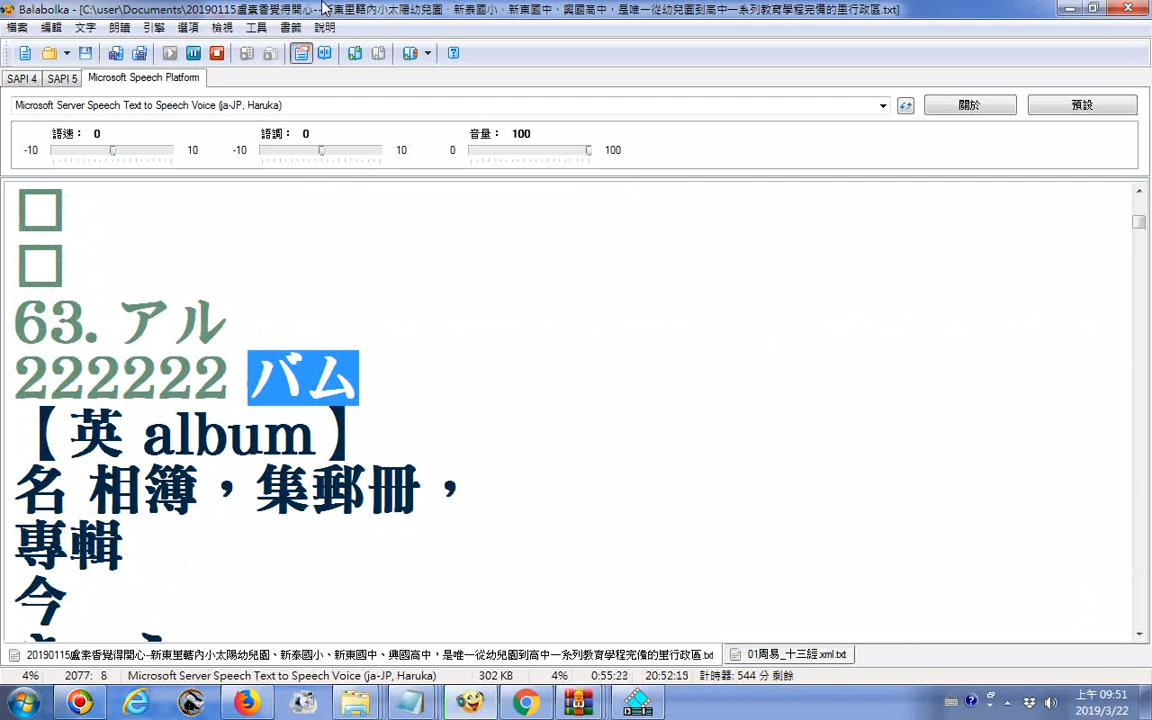 Balabolka - [C:\user\Documents\20190115盧素香覺得開心--新東里轄內小太陽幼兒園、新泰國小、新東國中、興國高中，是唯一從幼兒園到高中一系列教育學程完備的里行政區.txt]
檔案 編輯 文字 朗讀 引擎 選項 檢視 工具 書籤 說明
SAPI 4 SAPI 5 Microsoft Speech Platform
Microsoft Server Speech Text to Speech Voice (ja-JP, Haruka) 關於 預設
語速： 0 語調： 0 音量： 100
-10 10 -10 10 0 100
63. アル
222222 バム
【英 album】
名 相簿，集郵冊，
專輯
今
20190115盧素香覺得開心--新東里轄內小太陽幼兒園、新泰國小、新東國中、興國高中，是唯一從幼兒園到高中一系列教育學程完備的里行政區.txt 01周易_十三經.xml.txt
4% 2077: 8 Microsoft Server Speech Text to Speech Voice (ja-JP, Haruka) 302 KB 4% 0:55:23 20:52:18 計時器: 544 分 剩餘
上午 09:51
2019/3/22